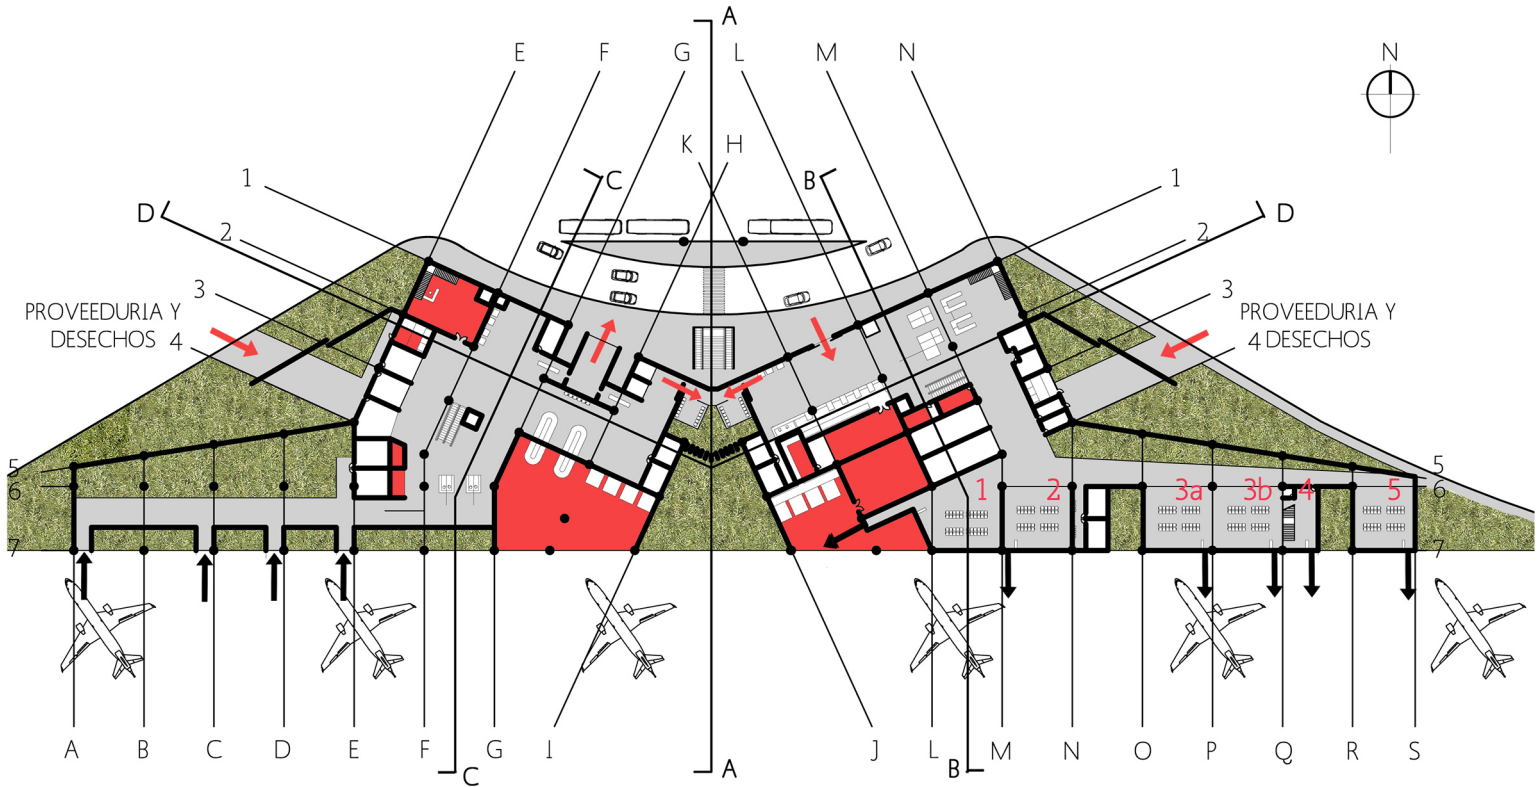 A
E F G L M N
N
K H
1 C B 1
D D
2 2
3 3
PROVEEDURIA Y
DESECHOS 4
PROVEEDURIA Y
4 DESECHOS
5 5
6 6
1 2 3a 3b 4 5
7 7
A B C D E F G I J L M N O P Q R S
C A B